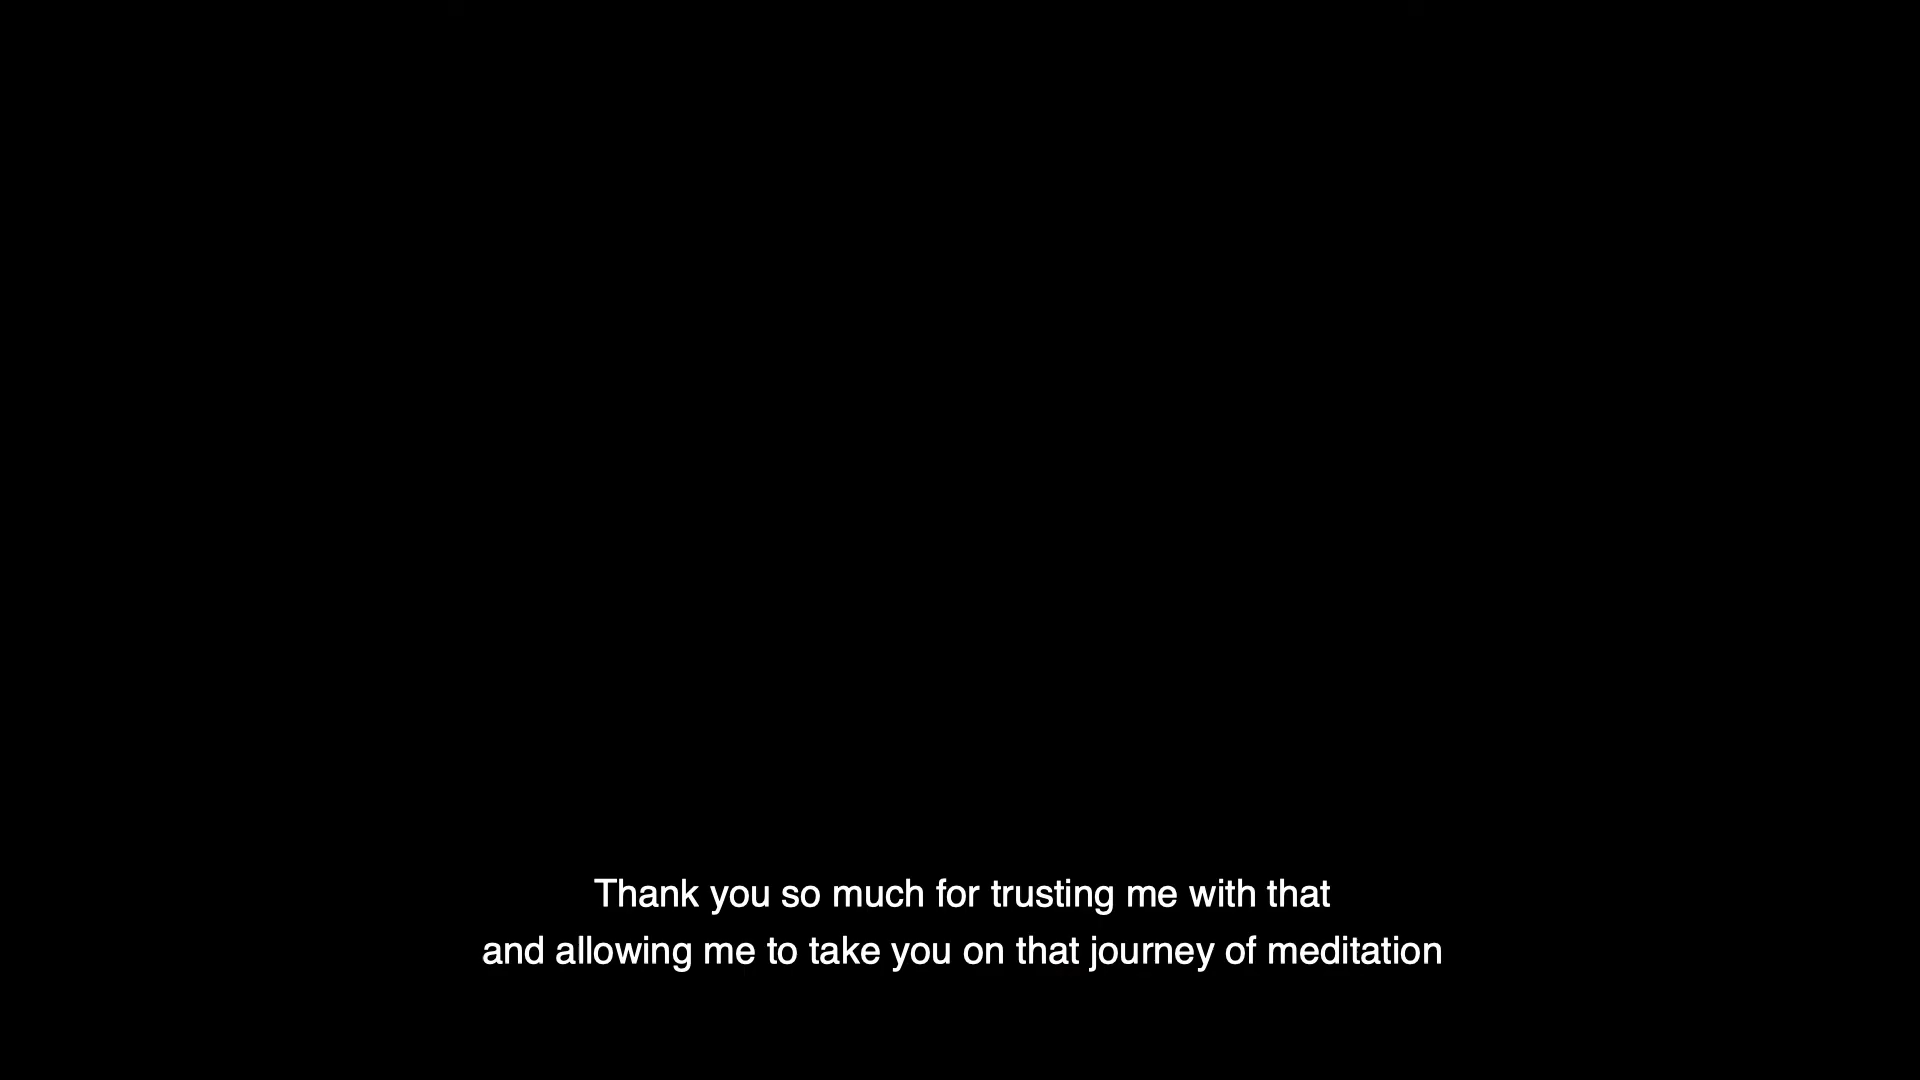 Thank you so much for trusting me with that
and allowing me to take you on that journey of meditation